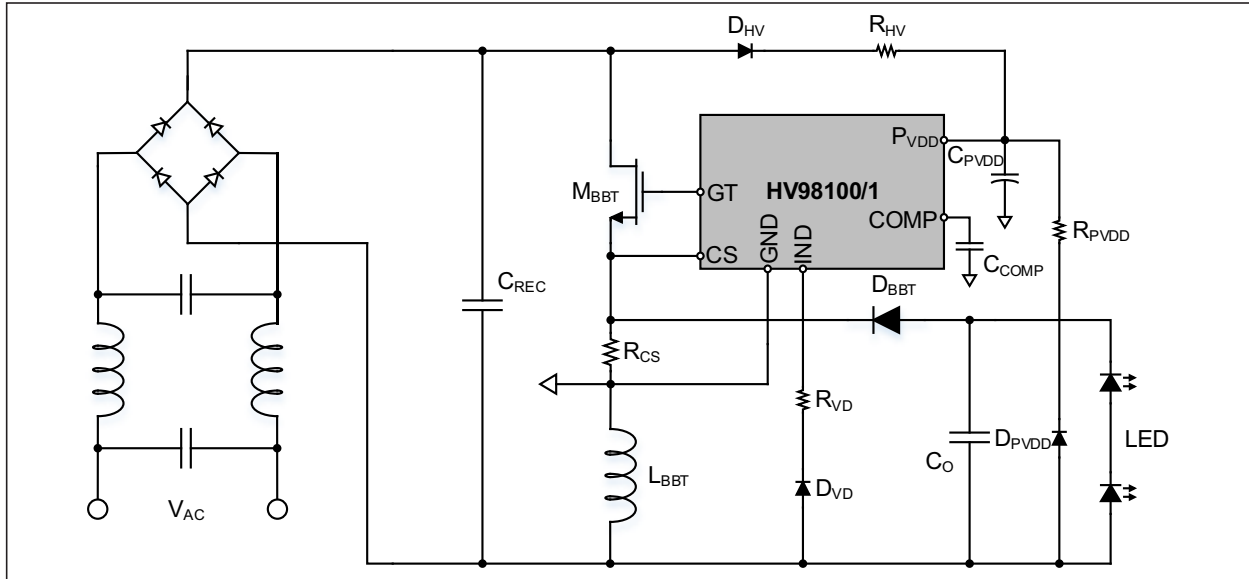 DHV
RHV
PVDD
CPVDD
MBBT
GT
HV98100/1
COMP
GND
IND
RPVDD
CS
CCOMP
CREC
DBBT
RCS
RVD
LBBT
DPVDD
LED
CO
DVD
VAC